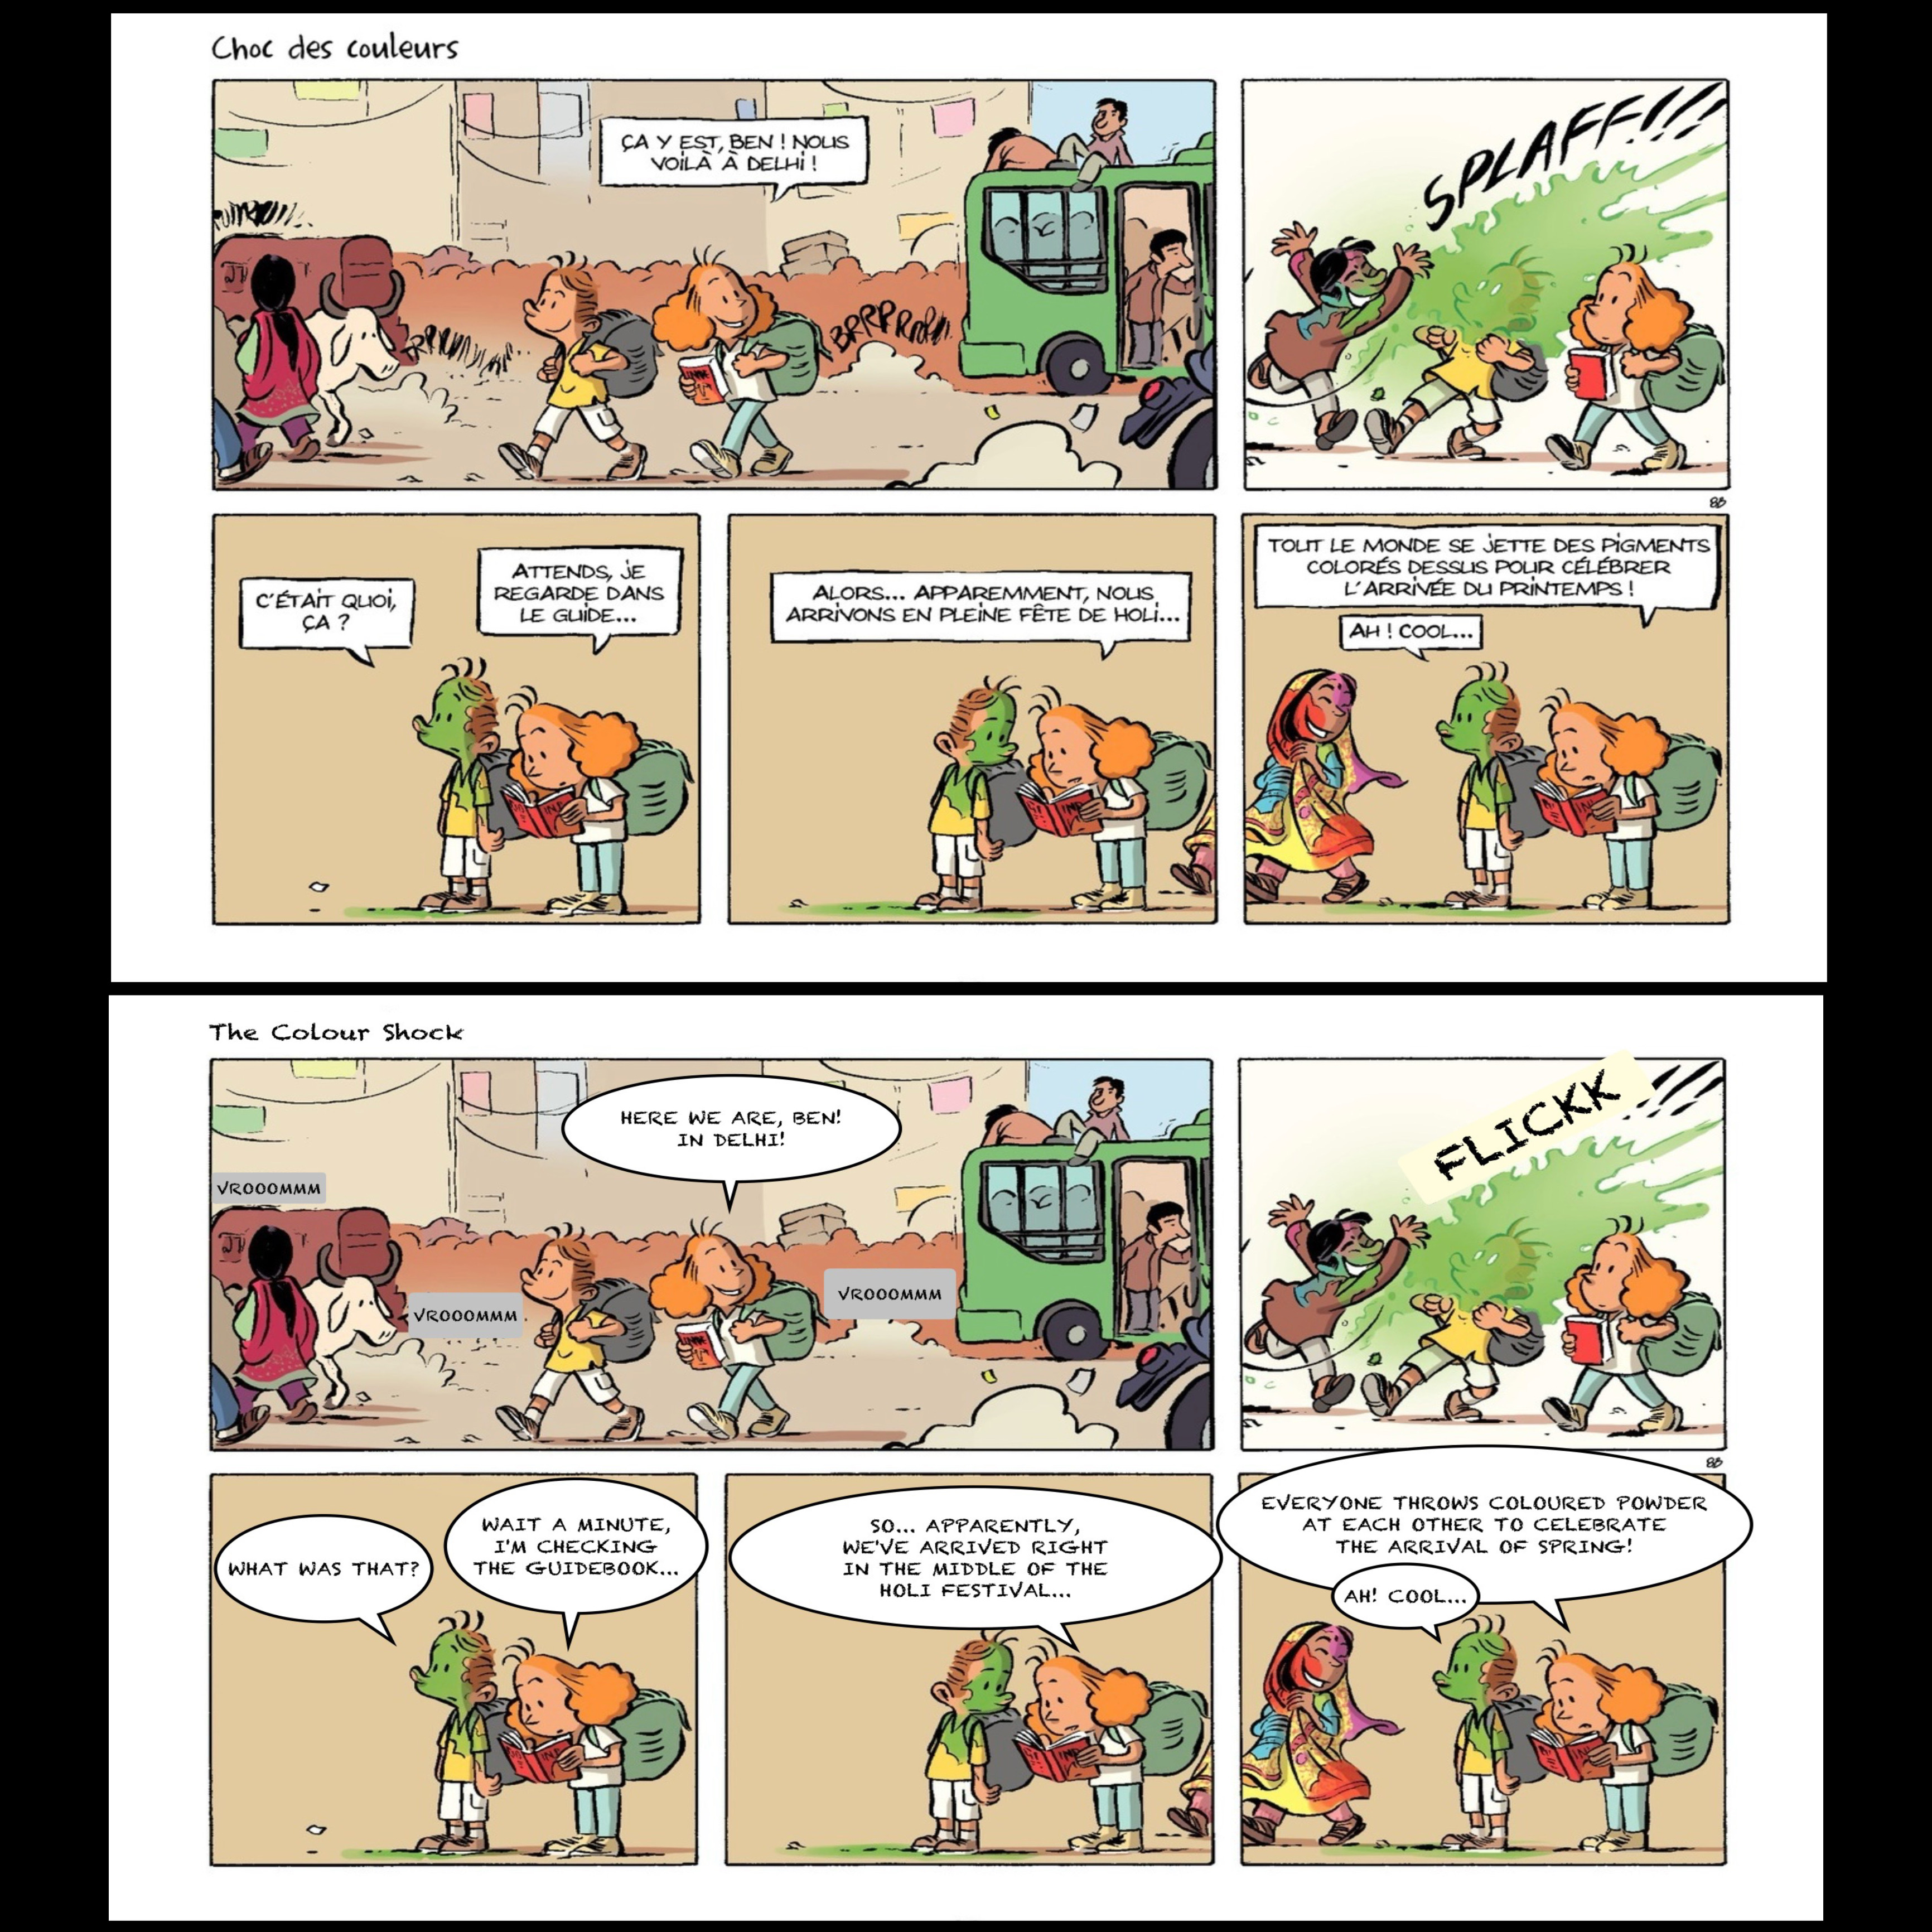 Choc des couleurs
ÇA Y EST, BEN ! NOUS
VOILÀ À DELHI !
BRRPRRR
SPLAFF!!!
88
C'ÉTAIT QUOI,
ÇA ?
ATTENDS, JE
REGARDE DANS
LE GUIDE...
ALORS... APPAREMMENT, NOUS
ARRIVONS EN PLEINE FÊTE DE HOLI...
TOUT LE MONDE SE JETTE DES PIGMENTS
COLORÉS DESSUS POUR CÉLÉBRER
L'ARRIVÉE DU PRINTEMPS !
AH ! COOL...
The Colour Shock
HERE WE ARE, BEN!
IN DELHI!
VROOOMMM
VROOOMMM
VROOOMMM
FLICKK !!!
88
WHAT WAS THAT?
WAIT A MINUTE,
I'M CHECKING
THE GUIDEBOOK...
SO... APPARENTLY,
WE'VE ARRIVED RIGHT
IN THE MIDDLE OF THE
HOLI FESTIVAL...
EVERYONE THROWS COLOURED POWDER
AT EACH OTHER TO CELEBRATE
THE ARRIVAL OF SPRING!
AH! COOL...